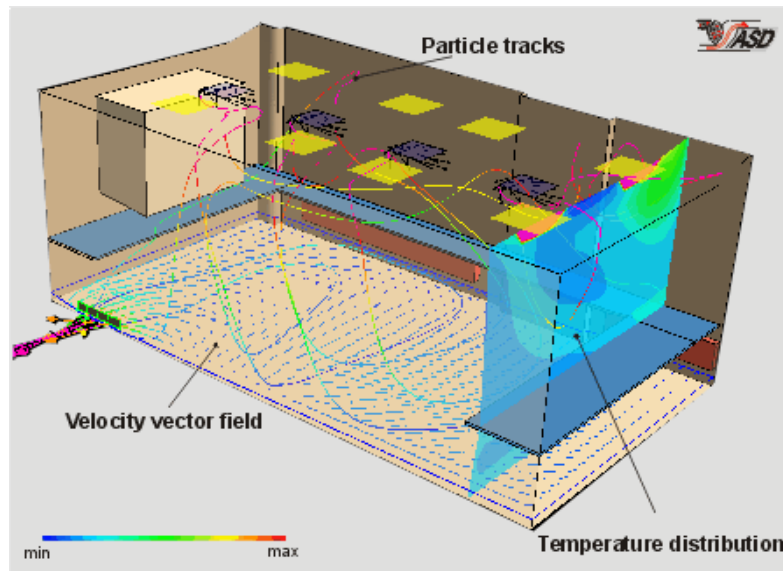 ASD
Particle tracks
Velocity vector field
min
max
Temperature distribution